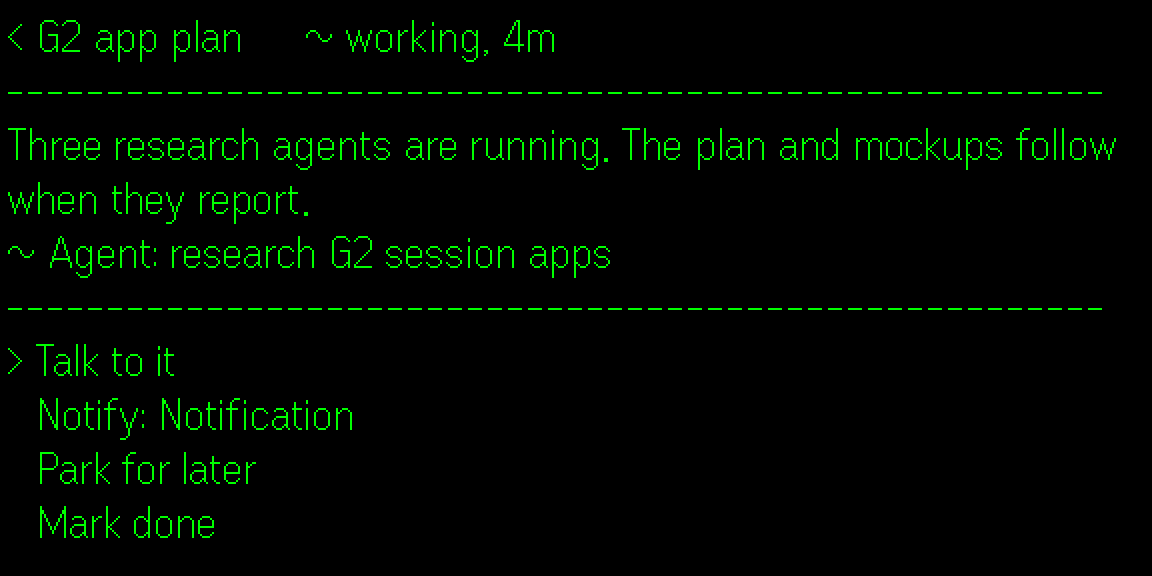 < G2 app plan ~ working, 4m
-------------------------------------------------------
Three research agents are running. The plan and mockups follow
when they report.
~ Agent: research G2 session apps
-------------------------------------------------------
> Talk to it
Notify: Notification
Park for later
Mark done